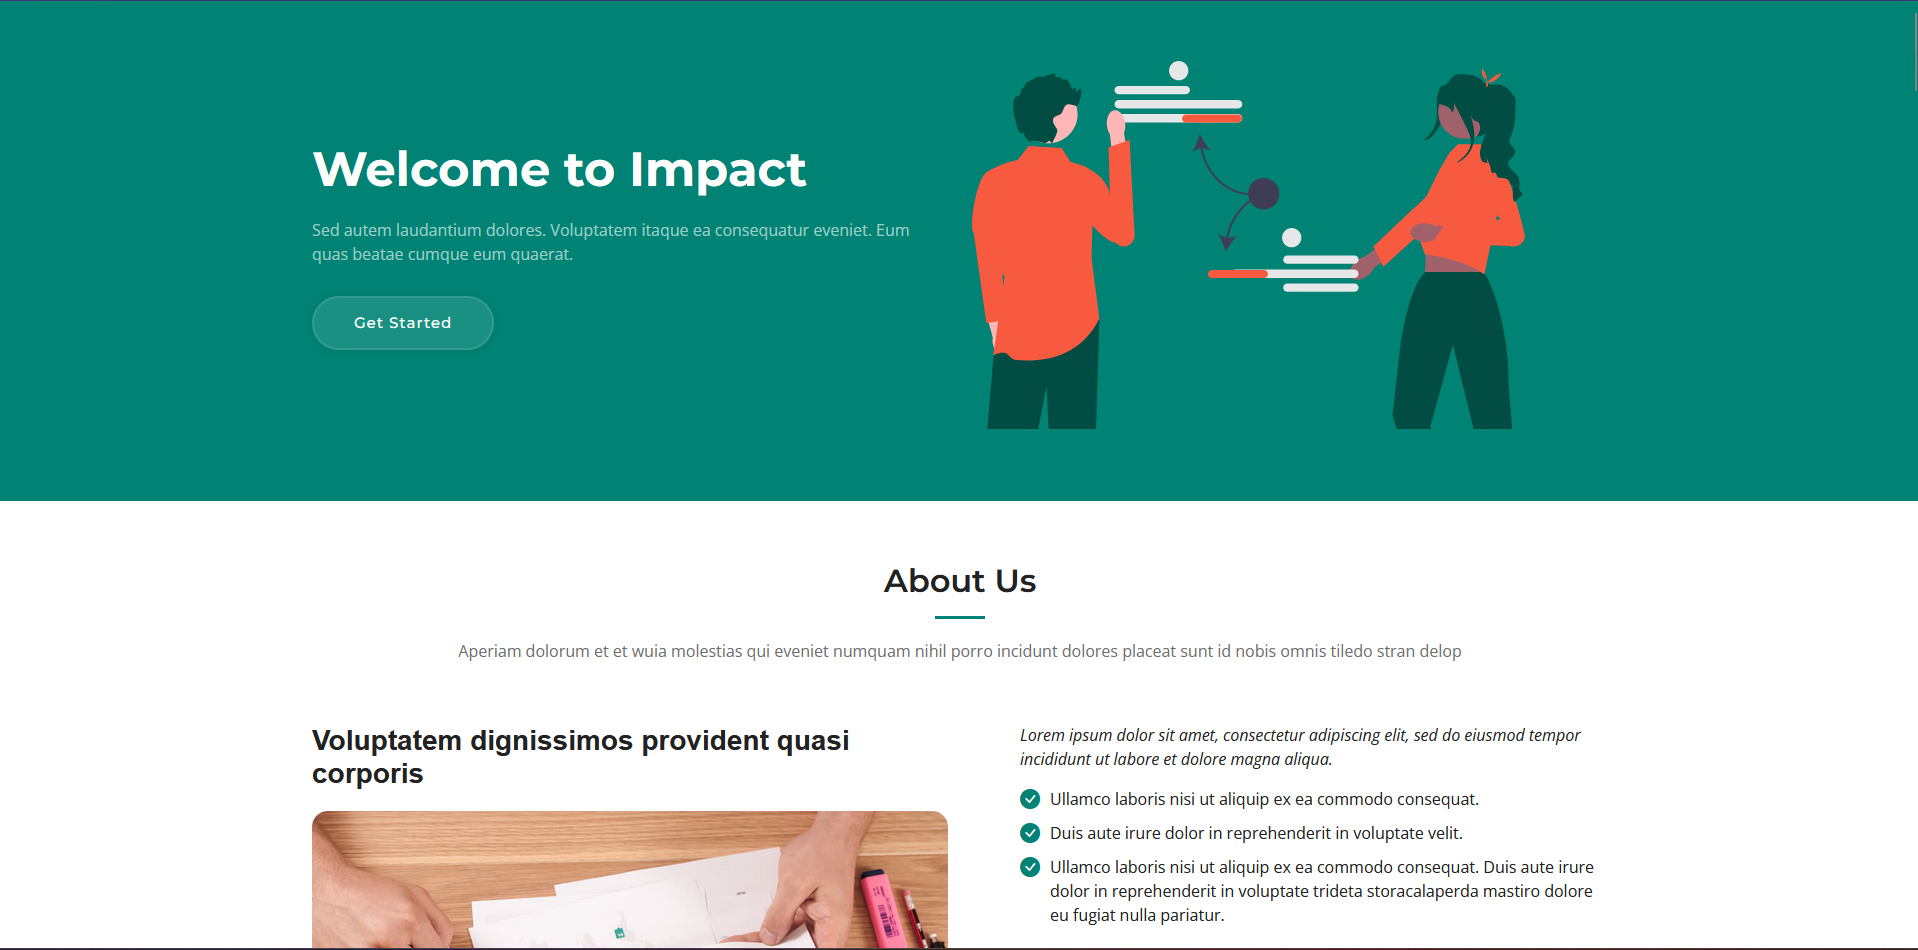 Welcome to Impact
Sed autem laudantium dolores. Voluptatem itaque ea consequatur eveniet. Eum
quas beatae cumque eum quaerat.
Get Started
About Us
Aperiam dolorum et et wuia molestias qui eveniet numquam nihil porro incidunt dolores placeat sunt id nobis omnis tiledo stran delop
Voluptatem dignissimos provident quasi
corporis
Lorem ipsum dolor sit amet, consectetur adipiscing elit, sed do eiusmod tempor
incididunt ut labore et dolore magna aliqua.
Ullamco laboris nisi ut aliquip ex ea commodo consequat.
Duis aute irure dolor in reprehenderit in voluptate velit.
Ullamco laboris nisi ut aliquip ex ea commodo consequat. Duis aute irure
dolor in reprehenderit in voluptate trideta storacalaperda mastiro dolore
eu fugiat nulla pariatur.